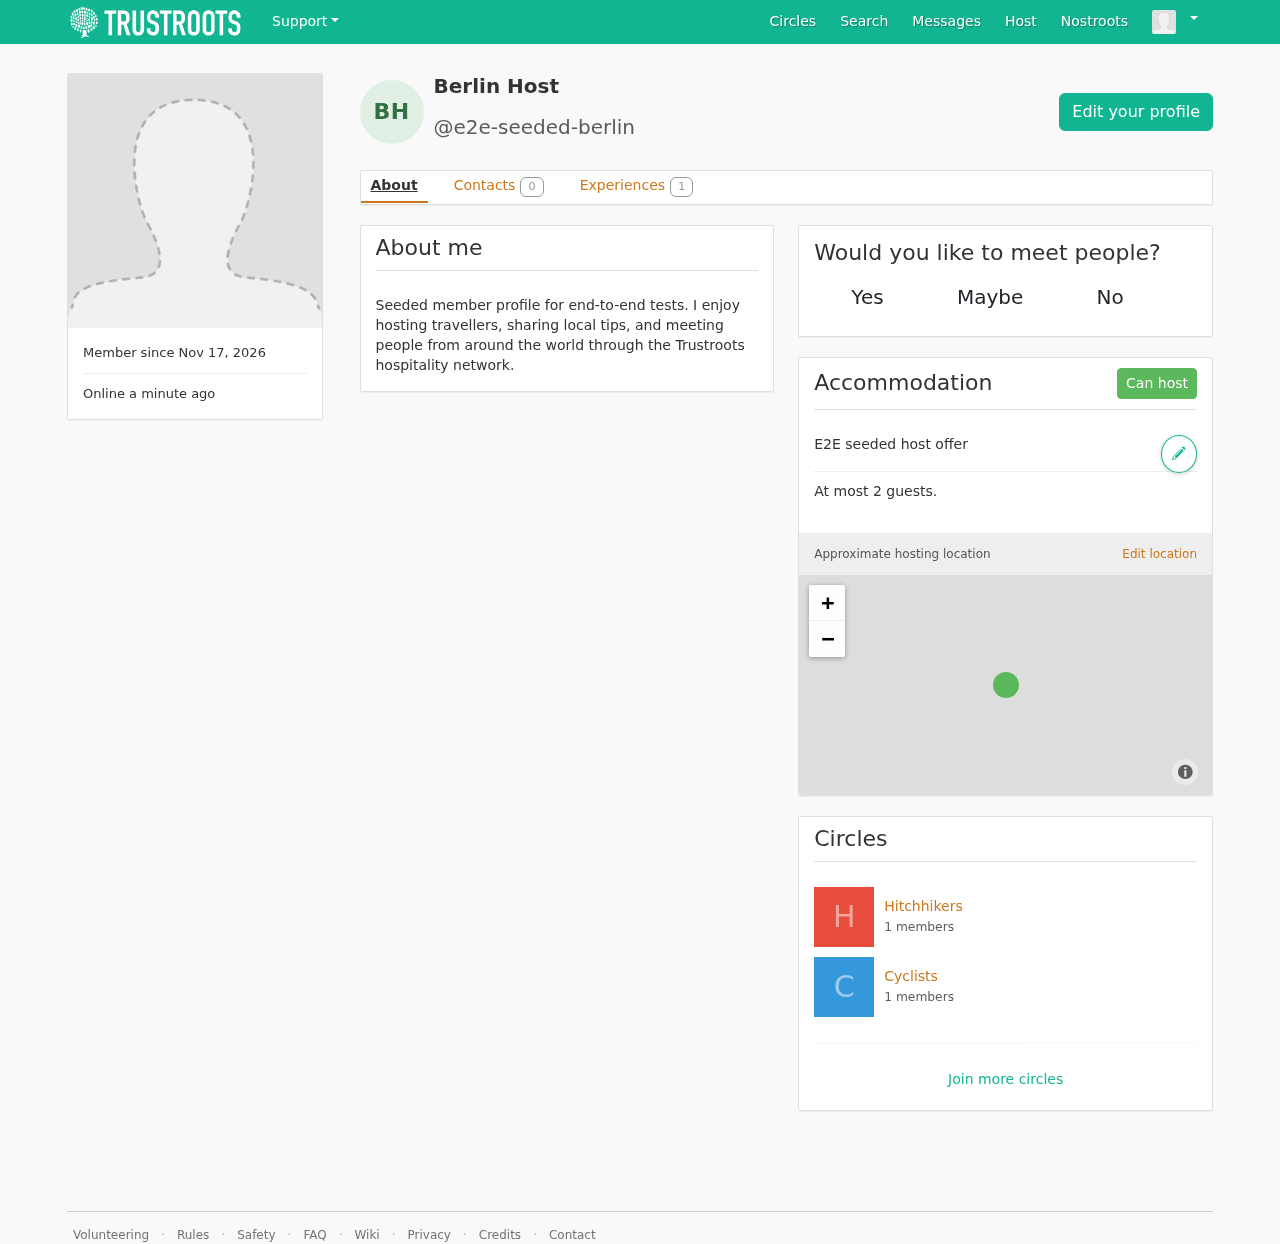 TRUSTROOTS Support Circles Search Messages Host Nostroots
BH
Berlin Host
@e2e-seeded-berlin
Edit your profile
About Contacts 0 Experiences 1
Member since Nov 17, 2026
Online a minute ago
About me
Seeded member profile for end-to-end tests. I enjoy
hosting travellers, sharing local tips, and meeting
people from around the world through the Trustroots
hospitality network.
Would you like to meet people?
Yes Maybe No
Accommodation Can host
E2E seeded host offer
At most 2 guests.
Approximate hosting location Edit location
+
−
Circles
H
Hitchhikers
1 members
C
Cyclists
1 members
Join more circles
Volunteering · Rules · Safety · FAQ · Wiki · Privacy · Credits · Contact